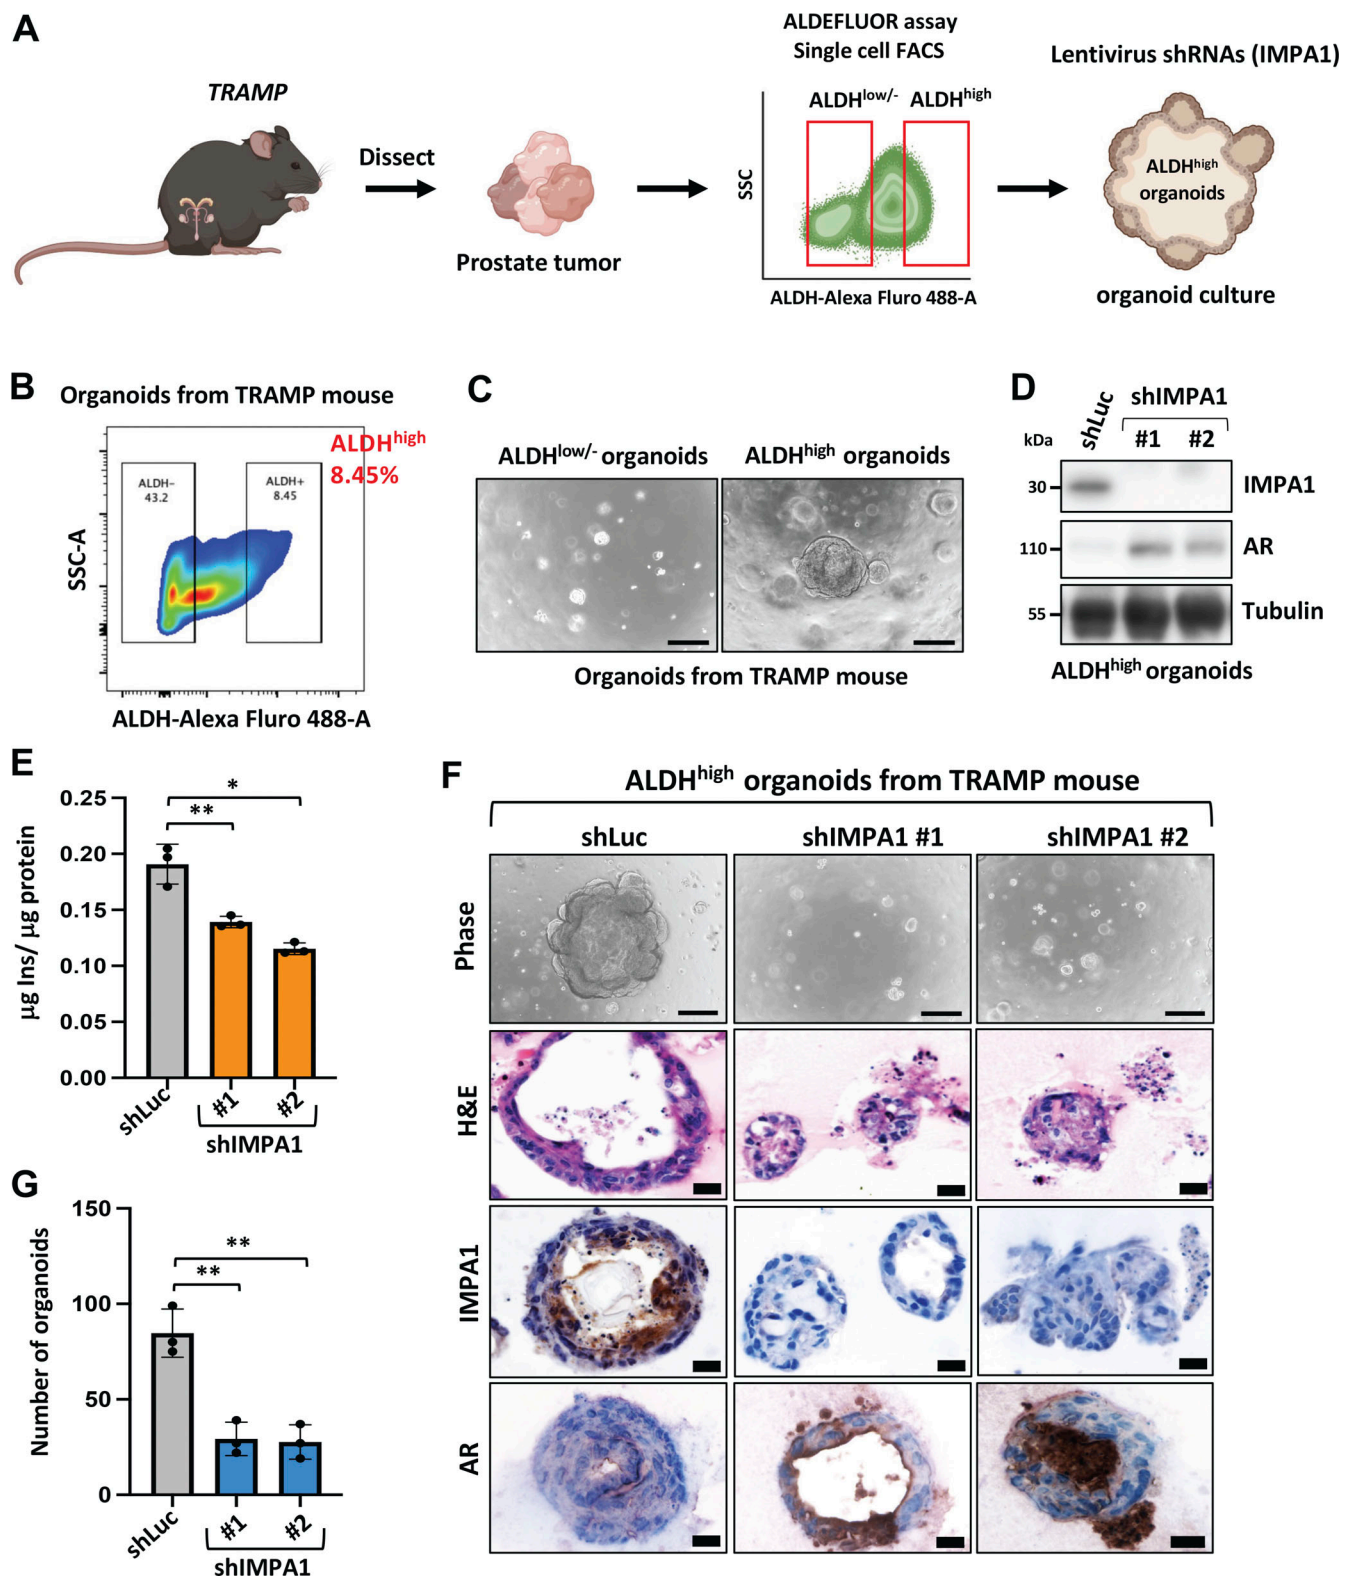 A
TRAMP
Dissect
Prostate tumor
ALDEFLUOR assay
Single cell FACS
ALDHlow/- ALDHhigh
SSC
ALDH-Alexa Fluro 488-A
Lentivirus shRNAs (IMPA1)
ALDHhigh
organoids
organoid culture
B
Organoids from TRAMP mouse
ALDHhigh
8.45%
ALDH-
43.2
ALDH+
8.45
SSC-A
ALDH-Alexa Fluro 488-A
C
ALDHlow/- organoids
ALDHhigh organoids
Organoids from TRAMP mouse
D
kDa
shLuc
shIMPA1
#1 #2
30
IMPA1
110
AR
55
Tubulin
ALDHhigh organoids
E
µg Ins/ µg protein
0.25
0.20
0.15
0.10
0.05
0.00
*
**
shLuc
#1
#2
shIMPA1
F
ALDHhigh organoids from TRAMP mouse
shLuc
shIMPA1 #1
shIMPA1 #2
Phase
H&E
IMPA1
AR
G
Number of organoids
150
100
50
0
**
**
shLuc
#1
#2
shIMPA1